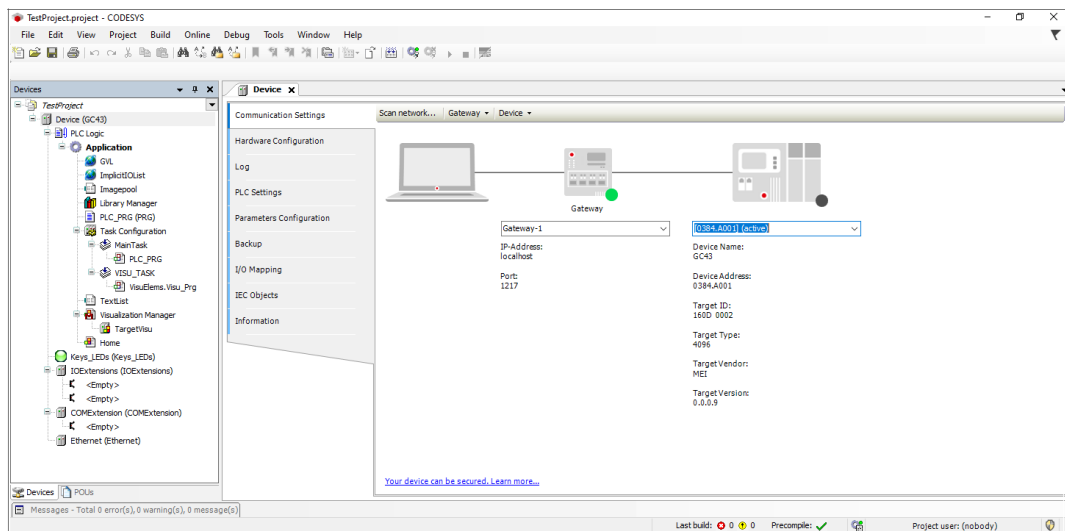 TestProject.project - CODESYS
File Edit View Project Build Online Debug Tools Window Help
Devices
TestProject
Device (GC43)
PLC Logic
Application
GVL
ImplicitIOList
Imagepool
Library Manager
PLC_PRG (PRG)
Task Configuration
MainTask
PLC_PRG
VISU_TASK
VisuElems.Visu_Prg
TextList
Visualization Manager
TargetVisu
Home
Keys_LEDs (Keys_LEDs)
IOExtensions (IOExtensions)
<Empty>
<Empty>
COMExtension (COMExtension)
<Empty>
Ethernet (Ethernet)
Devices POUs
Device
Communication Settings
Hardware Configuration
Log
PLC Settings
Parameters Configuration
Backup
I/O Mapping
IEC Objects
Information
Scan network... Gateway Device
Gateway
Gateway-1
IP-Address:
localhost
Port:
1217
[0384.A001] (active)
Device Name:
GC43
Device Address:
0384.A001
Target ID:
160D 0002
Target Type:
4096
Target Vendor:
MEI
Target Version:
0.0.0.9
Your device can be secured. Learn more...
Messages - Total 0 error(s), 0 warning(s), 0 message(s)
Last build: 0 0 Precompile: Project user: (nobody)